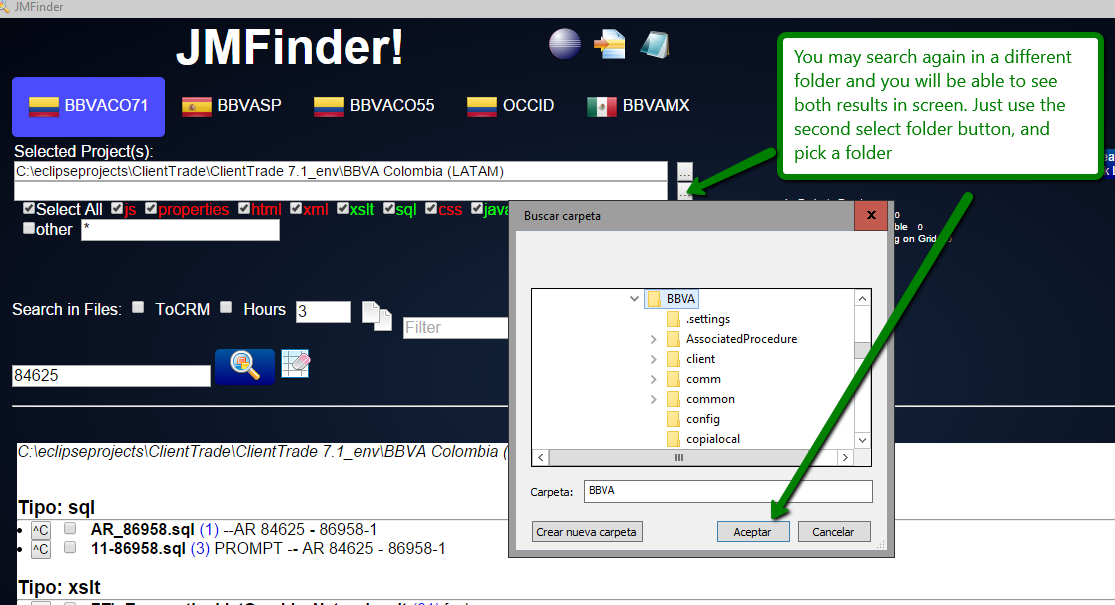 JMFinder
JMFinder!
BBVACO71
BBVASP
BBVACO55
OCCID
BBVAMX
You may search again in a different
folder and you will be able to see
both results in screen. Just use the
second select folder button, and
pick a folder
Selected Project(s):
C:\eclipseprojects\ClientTrade\ClientTrade 7.1_env\BBVA Colombia (LATAM)
...
...
Select All js properties html xml xslt sql css java
other *
0
ble 0
g on Grid
Search in Files: ToCRM Hours 3
Filter
84625
Buscar carpeta
x
BBVA
.settings
AssociatedProcedure
client
comm
common
config
copialocal
Carpeta: BBVA
Crear nueva carpeta Aceptar Cancelar
C:\eclipseprojects\ClientTrade\ClientTrade 7.1_env\BBVA Colombia (
Tipo: sql
^C AR_86958.sql (1) --AR 84625 - 86958-1
^C 11-86958.sql (3) PROMPT -- AR 84625 - 86958-1
Tipo: xslt